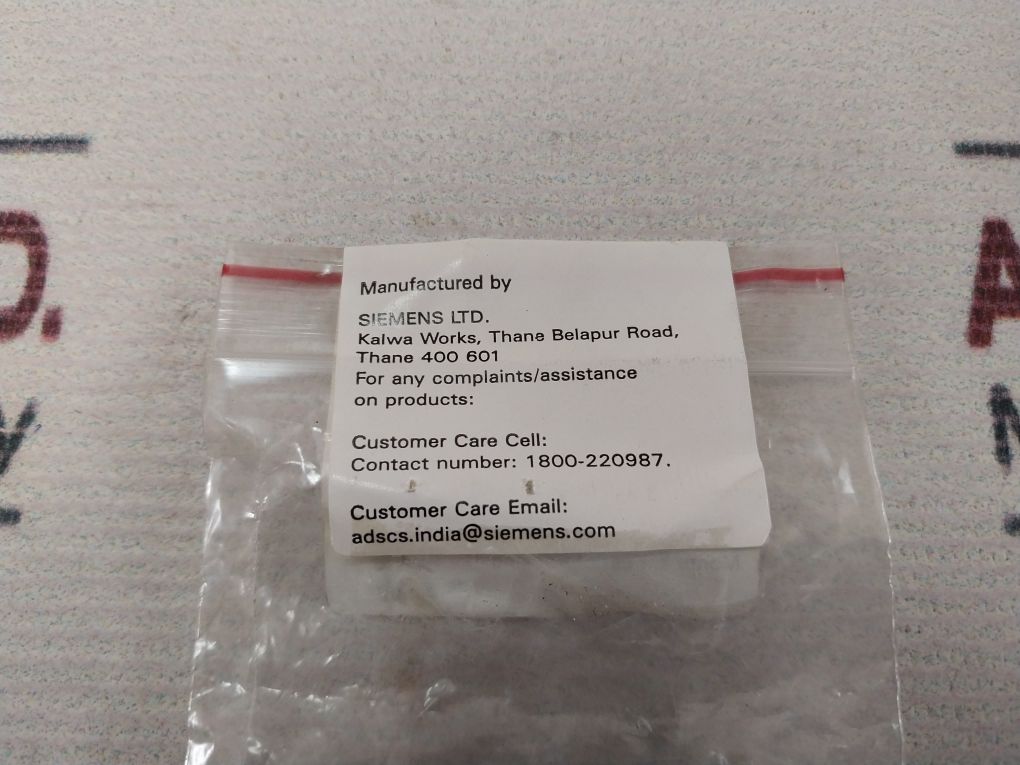 Manufactured by
SIEMENS LTD.
Kalwa Works, Thane Belapur Road,
Thane 400 601
For any complaints/assistance
on products:
Customer Care Cell:
Contact number: 1800-220987.
Customer Care Email:
adscs.india@siemens.com